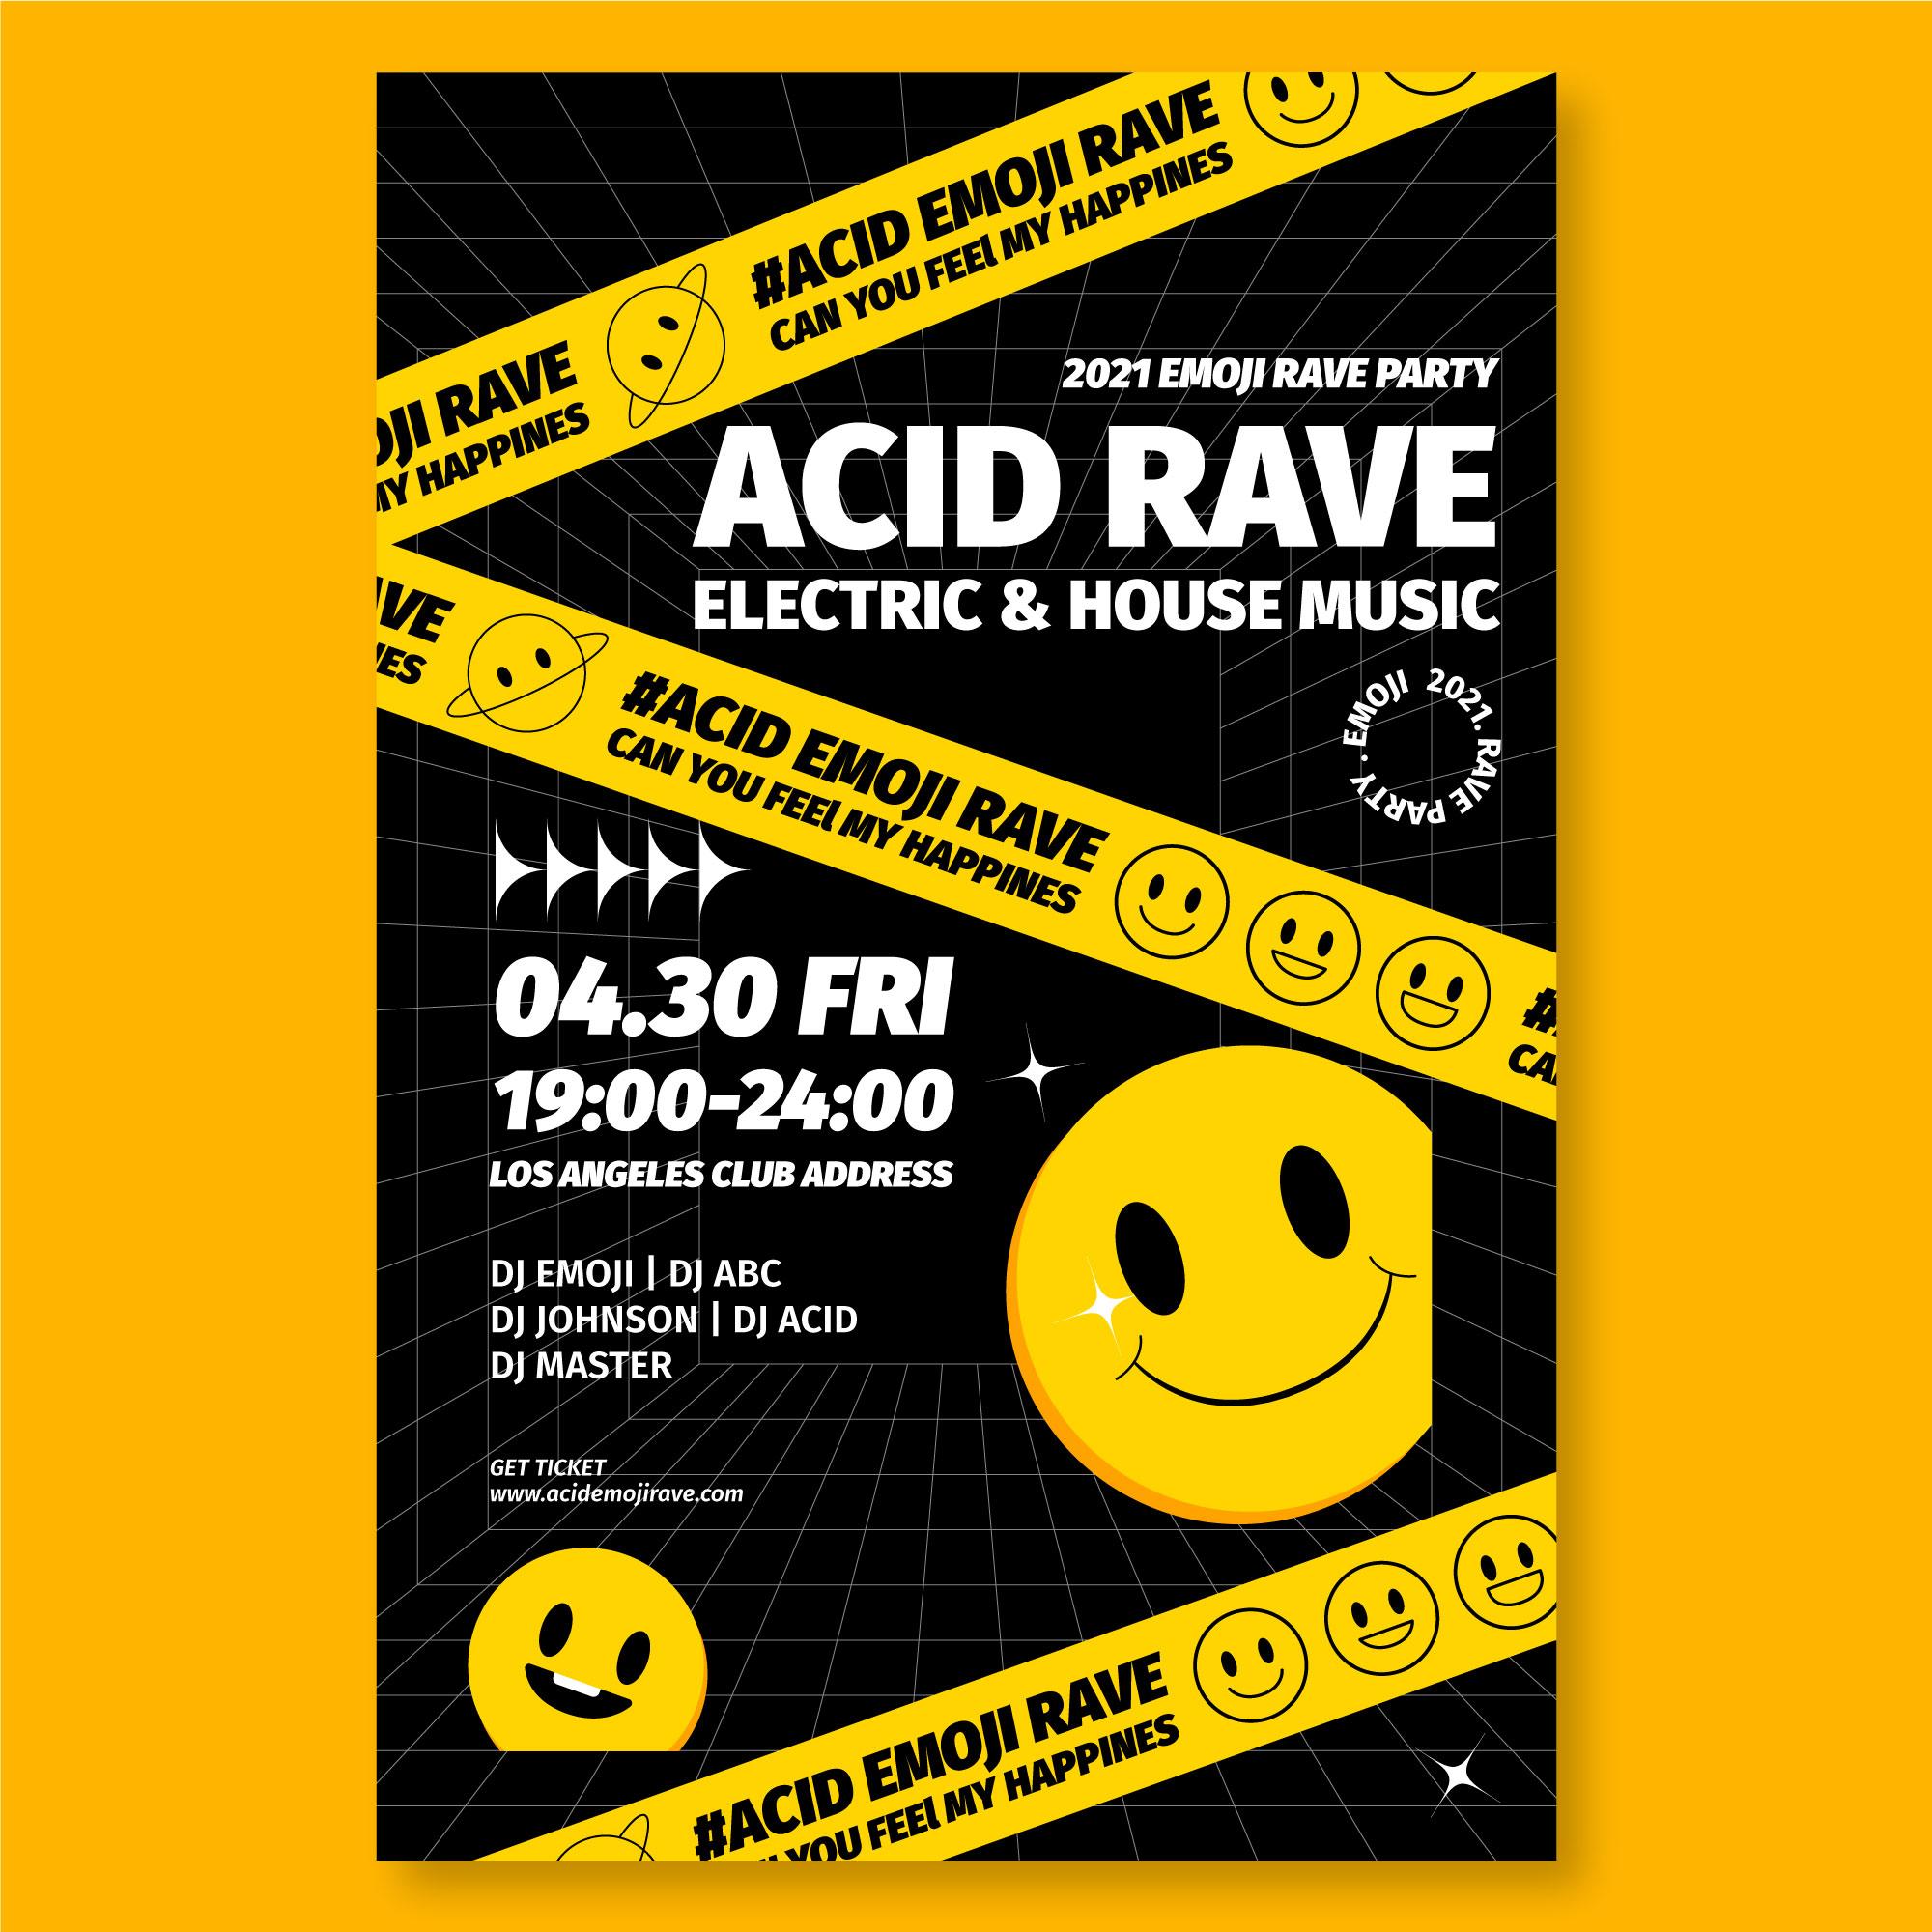 #ACID EMOJI RAVE
CAN YOU FEEl MY HAPPINES
OJI RAVE
MY HAPPINES
2021 EMOJI RAVE PARTY
ACID RAVE
ELECTRIC & HOUSE MUSIC
2021. RAVE PARTY . EMOJI
#ACID EMOJI RAVE
CAN YOU FEEl MY HAPPINES
04.30 FRI
19:00-24:00
LOS ANGELES CLUB ADDRESS
DJ EMOJI | DJ ABC
DJ JOHNSON | DJ ACID
DJ MASTER
GET TICKET
www.acidemojirave.com
#ACID EMOJI RAVE
YOU FEEl MY HAPPINES